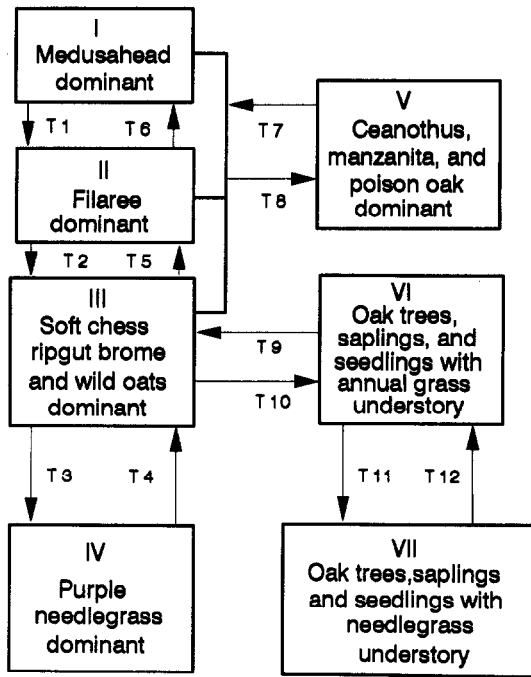 I
Medusahead
dominant
T1
T6
II
Filaree
dominant
T2
T5
III
Soft chess
ripgut brome
and wild oats
dominant
T3
T4
IV
Purple
needlegrass
dominant
T7
T8
V
Ceanothus,
manzanita, and
poison oak
dominant
T9
T10
VI
Oak trees,
saplings, and
seedlings with
annual grass
understory
T11
T12
VII
Oak trees,saplings
and seedlings with
needlegrass
understory